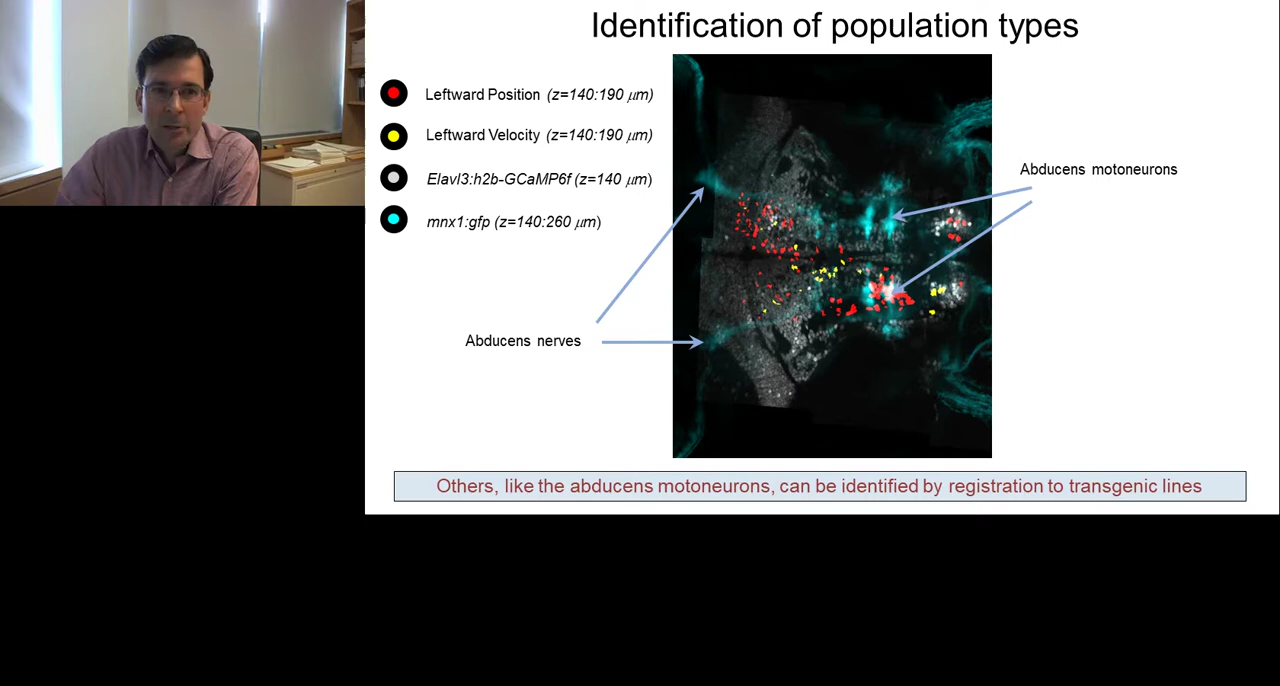 Identification of population types
Leftward Position (z=140:190 μm)
Leftward Velocity (z=140:190 μm)
Elavl3:h2b-GCaMP6f (z=140 μm)
mnx1:gfp (z=140:260 μm)
Abducens motoneurons
Abducens nerves
Others, like the abducens motoneurons, can be identified by registration to transgenic lines